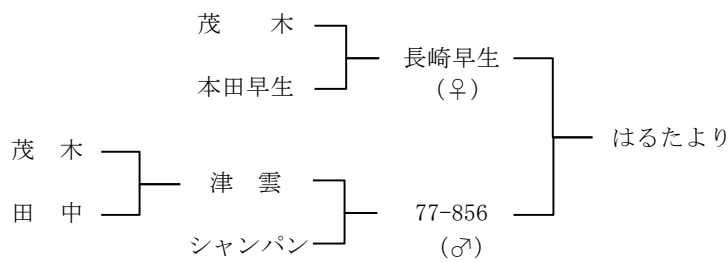 茂　木
長崎早生
本田早生
(♀)
はるたより
茂　木
津　雲
田　中
77-856
シャンパン
(♂)